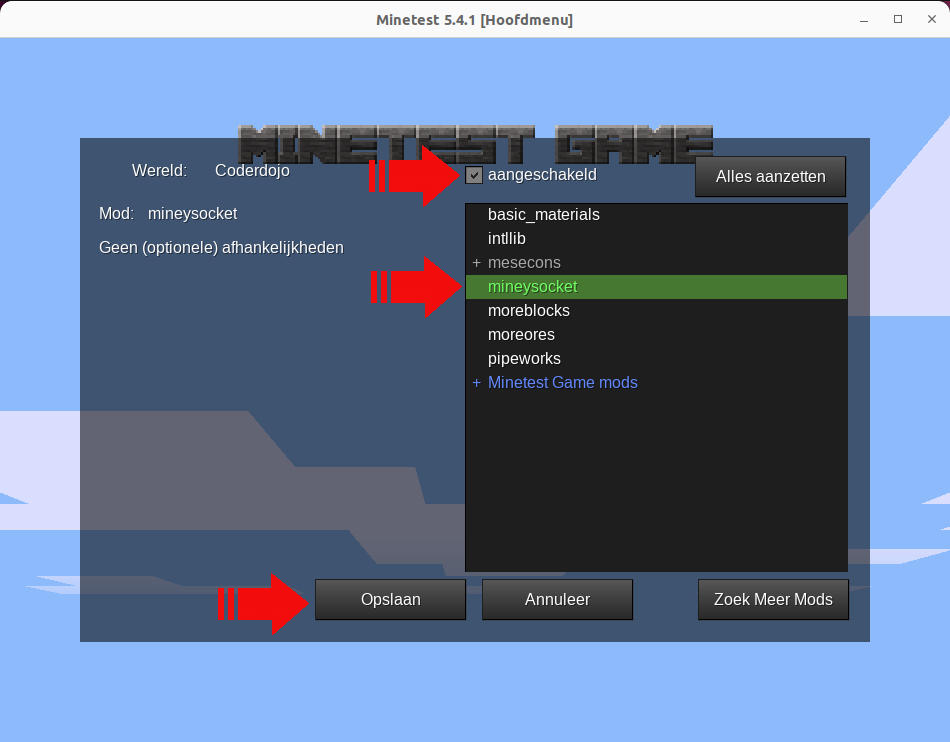 Minetest 5.4.1 [Hoofdmenu]
MINETEST GAME
Wereld: Coderdojo
aangeschakeld
Alles aanzetten
Mod: mineysocket
Geen (optionele) afhankelijkheden
basic_materials
intllib
+ mesecons
mineysocket
moreblocks
moreores
pipeworks
+ Minetest Game mods
Opslaan
Annuleer
Zoek Meer Mods